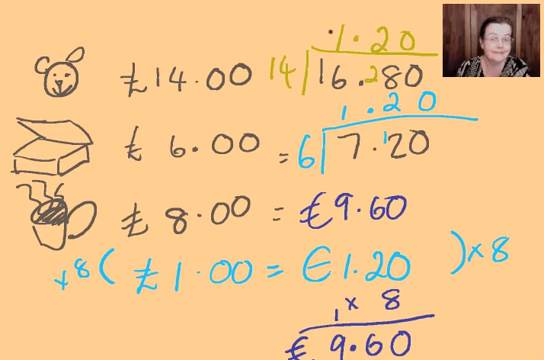 1.20
£14.00 14 16.280
1.20
£ 6.00 = 6 7.120
£ 8.00 = €9.60
×8 ( £1.00 = €1.20 ) ×8
1 × 8
€ 9.60